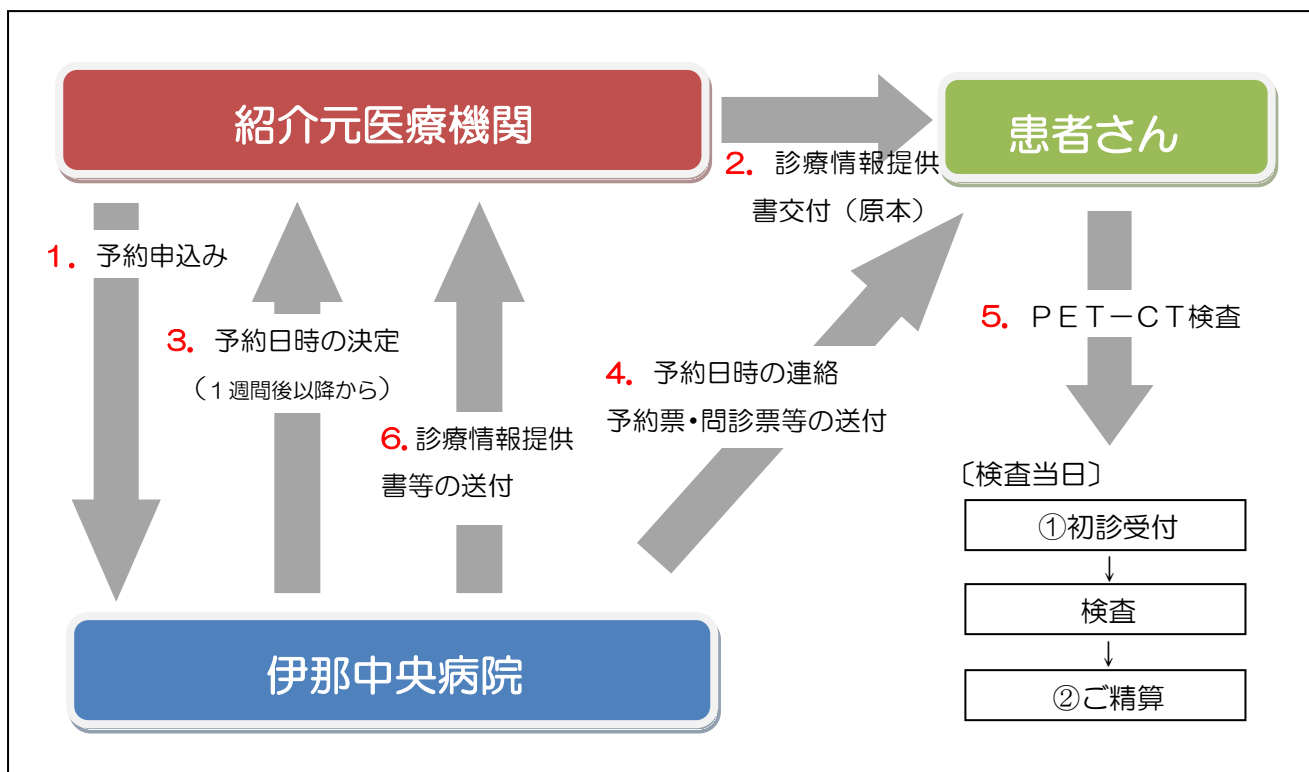 紹介元医療機関
患者さん
1. 予約申込み
2. 診療情報提供
書交付（原本）
3. 予約日時の決定
（１週間後以降から）
4. 予約日時の連絡
予約票・問診票等の送付
5. ＰＥＴ－ＣＴ検査
6. 診療情報提供
書等の送付
〔検査当日〕
①初診受付
↓
検査
↓
②ご精算
伊那中央病院